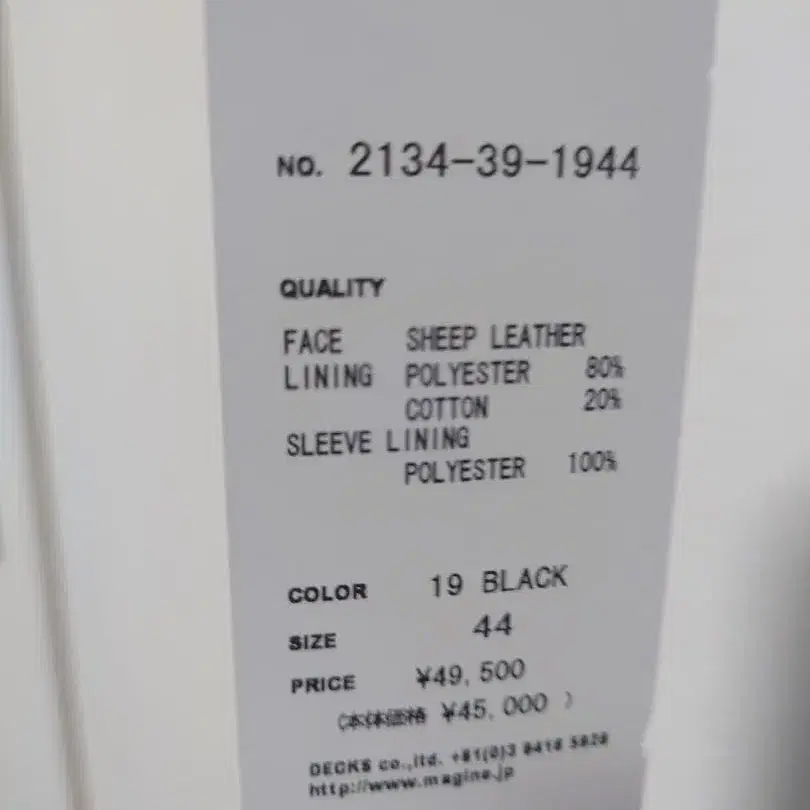 NO. 2134-39-1944
QUALITY
FACE SHEEP LEATHER
LINING POLYESTER 80%
COTTON 20%
SLEEVE LINING
POLYESTER 100%
COLOR 19 BLACK
SIZE 44
PRICE ¥49,500
(本体価格 ¥45,000 )
DECKS co.,ltd. +81(0)3 5828
http://www.magine.jp